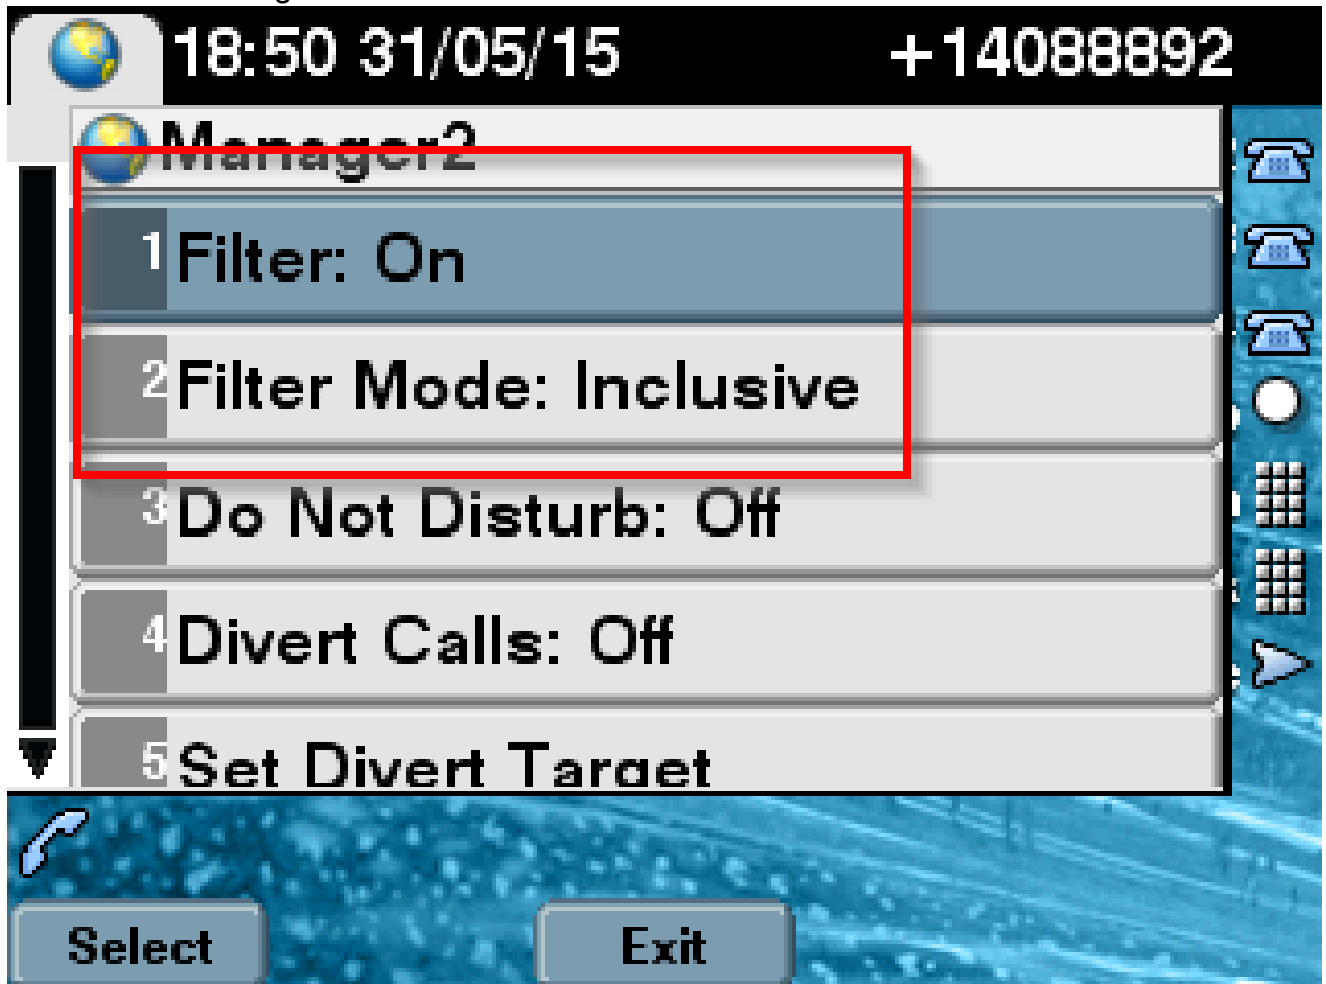 18:50 31/05/15 +14088892
Manager2
1 Filter: On
2 Filter Mode: Inclusive
3 Do Not Disturb: Off
4 Divert Calls: Off
5 Set Divert Target
Select Exit